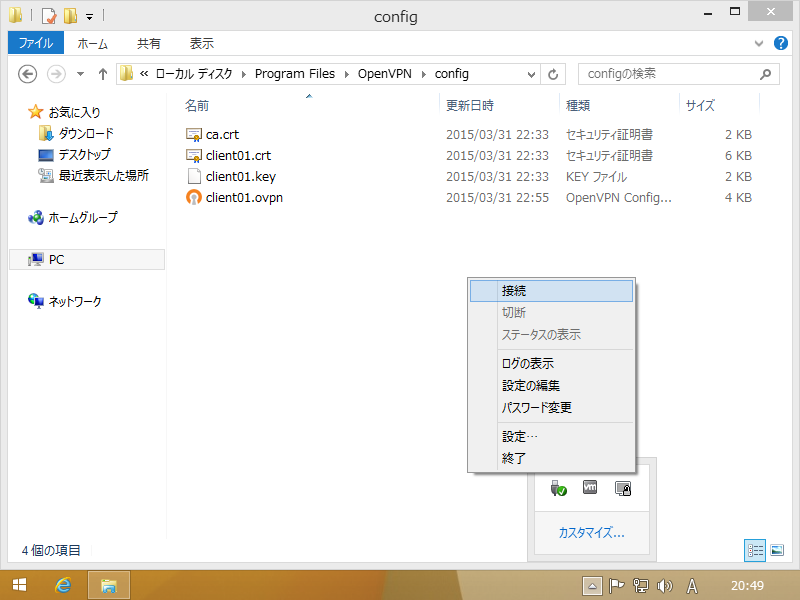 config
ファイル ホーム 共有 表示
« ローカル ディスク Program Files OpenVPN config configの検索
名前 更新日時 種類 サイズ
お気に入り
ダウンロード
デスクトップ
最近表示した場所
ホームグループ
PC
ネットワーク
ca.crt 2015/03/31 22:33 セキュリティ証明書 2 KB
client01.crt 2015/03/31 22:33 セキュリティ証明書 6 KB
client01.key 2015/03/31 22:33 KEY ファイル 2 KB
client01.ovpn 2015/03/31 22:55 OpenVPN Config... 4 KB
接続
切断
ステータスの表示
ログの表示
設定の編集
パスワード変更
設定…
終了
vm
カスタマイズ...
4 個の項目
A 20:49